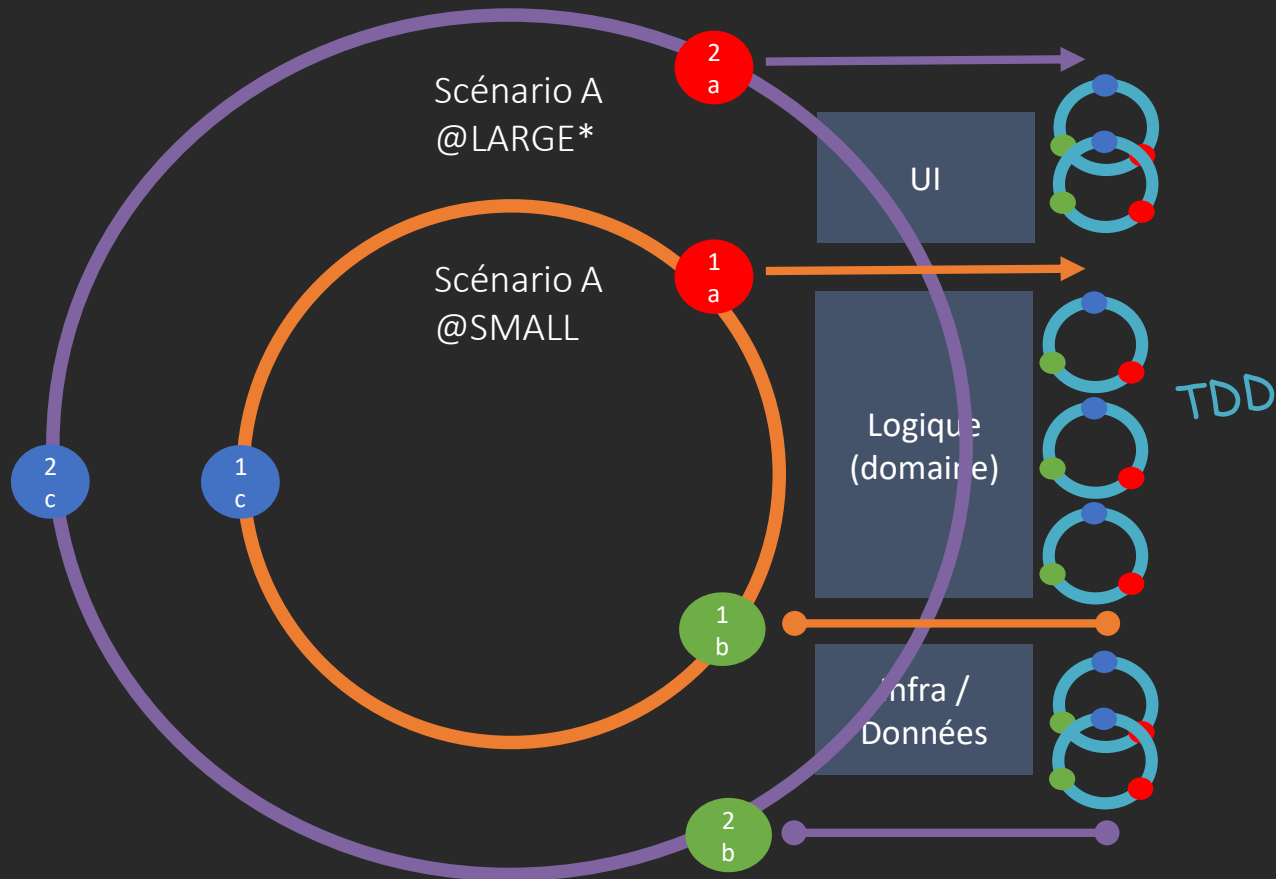 2
a
Scénario A
@LARGE*
UI
1
a
Scénario A
@SMALL
TDD
Logique
(domaine)
2
c
1
c
1
b
Infra /
Données
2
b